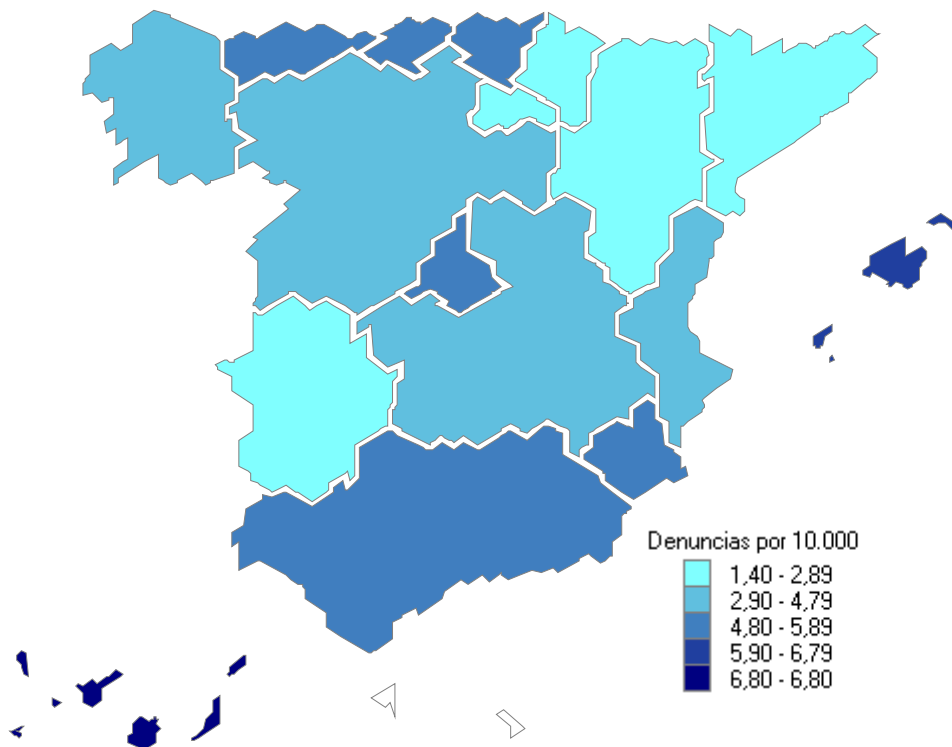 Denuncias por 10.000
1,40 - 2,89
2,90 - 4,79
4,80 - 5,89
5,90 - 6,79
6,80 - 6,80